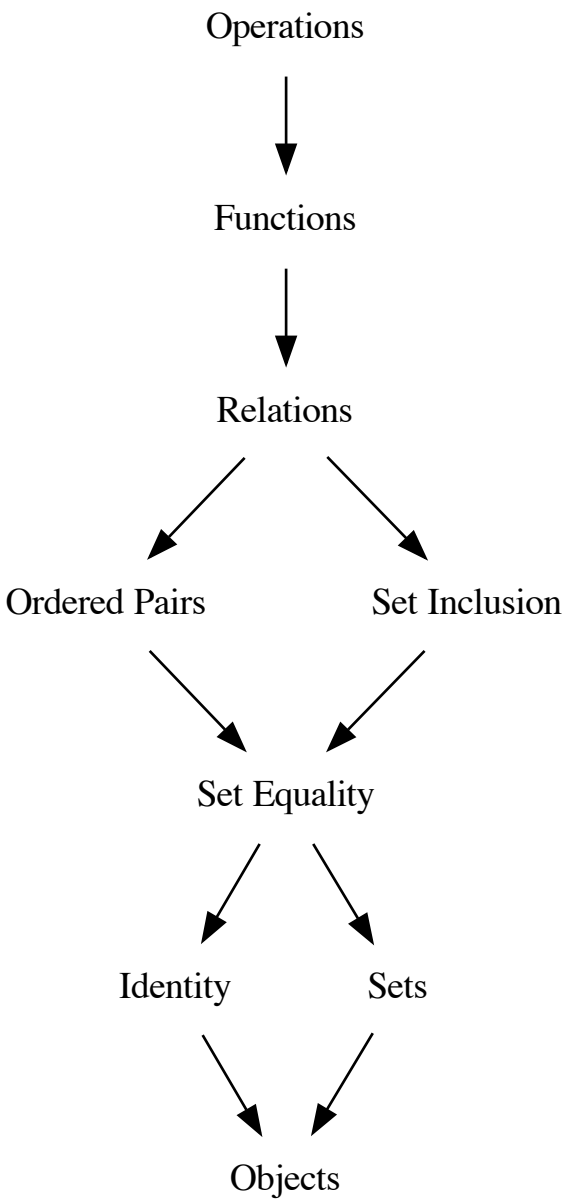 Operations
Functions
Relations
Ordered Pairs
Set Inclusion
Set Equality
Identity
Sets
Objects